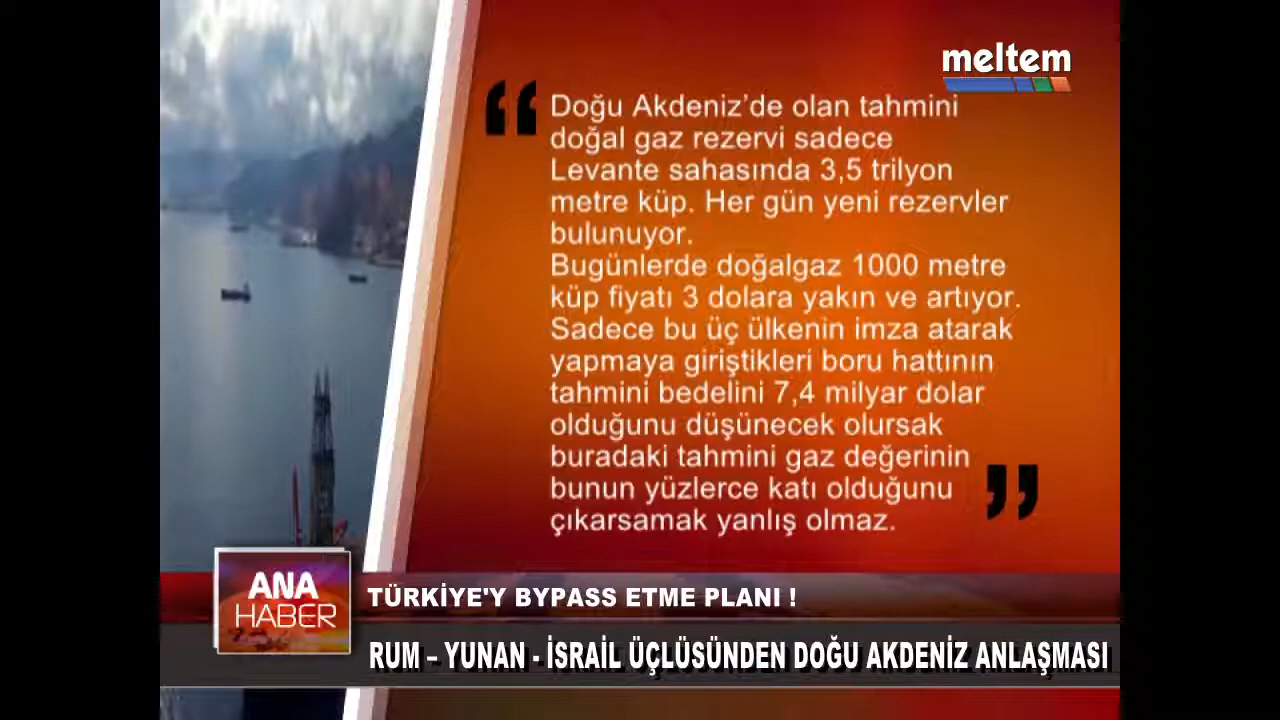 meltem
“ Doğu Akdeniz’de olan tahmini
doğal gaz rezervi sadece
Levante sahasında 3,5 trilyon
metre küp. Her gün yeni rezervler
bulunuyor.
Bugünlerde doğalgaz 1000 metre
küp fiyatı 3 dolara yakın ve artıyor.
Sadece bu üç ülkenin imza atarak
yapmaya giriştikleri boru hattının
tahmini bedelini 7,4 milyar dolar
olduğunu düşünecek olursak
buradaki tahmini gaz değerinin
bunun yüzlerce katı olduğunu
çıkarsamak yanlış olmaz. ”
ANA
HABER
TÜRKİYE'Y BYPASS ETME PLANI !
RUM – YUNAN - İSRAİL ÜÇLÜSÜNDEN DOĞU AKDENİZ ANLAŞMASI